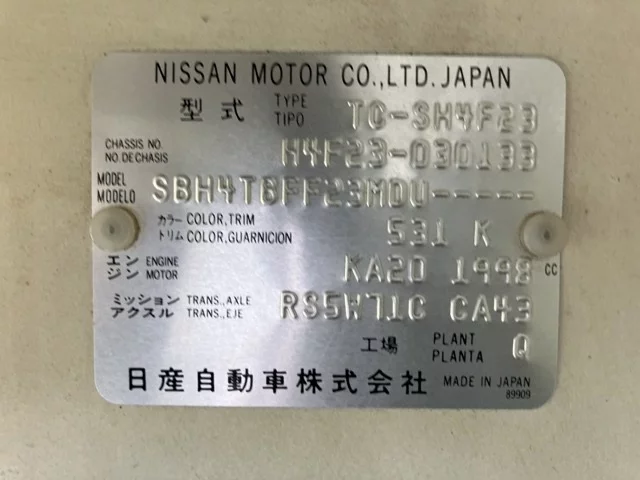 NISSAN MOTOR CO.,LTD. JAPAN
型式 TYPE TIPO TC-SH4F23
CHASSIS NO. NO. DE CHASIS H4F23-030133
MODEL MODELO SBH4TBFF23MDU-----
カラー COLOR, TRIM
トリム COLOR, GUARNICION 531 K
エンジン ENGINE MOTOR KA20 1998 CC
ミッション TRANS., AXLE
アクスル TRANS., EJE RS5W71C CA43
工場 PLANT PLANTA Q
日産自動車株式会社 MADE IN JAPAN
89909